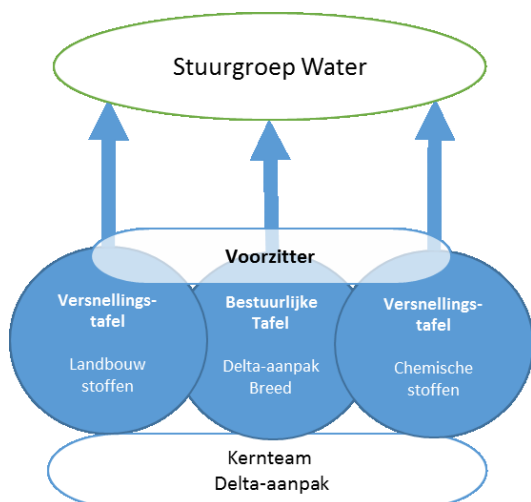 Stuurgroep Water
Voorzitter
Versnellings-
tafel
Landbouw
stoffen
Bestuurlijke
Tafel
Delta-aanpak
Breed
Versnellings-
tafel
Chemische
stoffen
Kernteam
Delta-aanpak